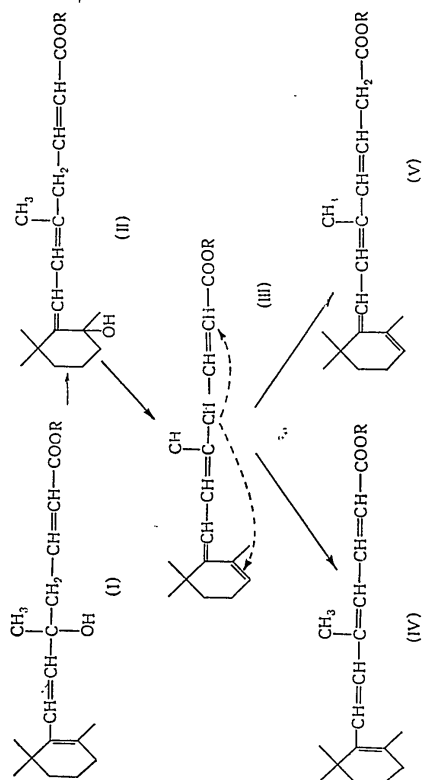 CH₃
CH=CH—C—CH₂—CH=CH—COOR
OH
(I)
CH₃
CH—CH=C—CH₂—CH=CH—COOR
OH
(II)
CH
CH—CH=C—CH—CH=CH—COOR
(III)
CH₃
CH=CH—C=CH—CH=CH—COOR
(IV)
CH₃
CH—CH=C—CH=CH—CH₂—COOR
(V)